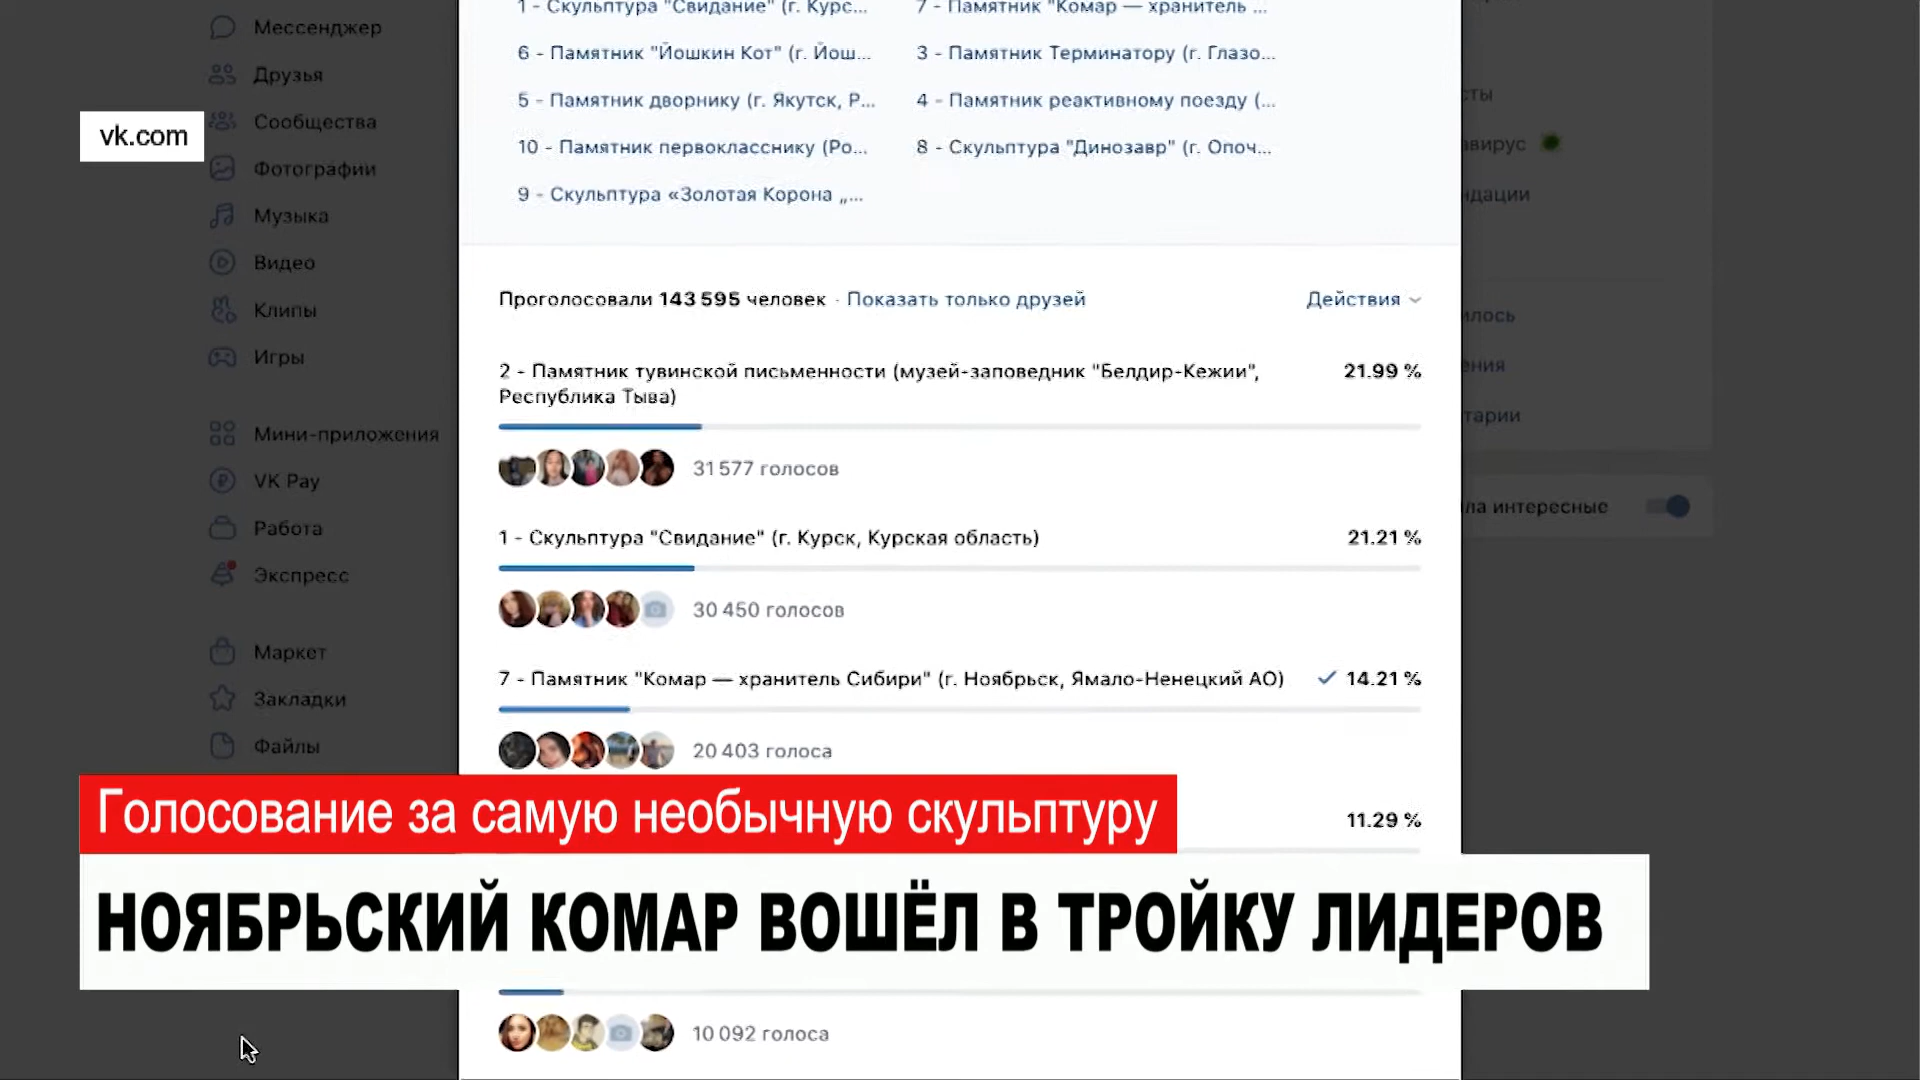 Мессенджер
Друзья
Сообщества
Фотографии
Музыка
Видео
Клипы
Игры
Мини-приложения
VK Pay
Работа
Экспресс
Маркет
Закладки
Файлы
vk.com
1 - Скульптура "Свидание" (г. Курс...
7 - Памятник "Комар — хранитель ...
6 - Памятник "Йошкин Кот" (г. Йош...
3 - Памятник Терминатору (г. Глазо...
5 - Памятник дворнику (г. Якутск, Р...
4 - Памятник реактивному поезду (...
10 - Памятник первокласснику (Ро...
8 - Скульптура "Динозавр" (г. Опоч...
9 - Скульптура «Золотая Корона „...
Проголосовали 143 595 человек · Показать только друзей
Действия
2 - Памятник тувинской письменности (музей-заповедник "Белдир-Кежии",
Республика Тыва)
21.99 %
31 577 голосов
1 - Скульптура "Свидание" (г. Курск, Курская область)
21.21 %
30 450 голосов
7 - Памятник "Комар — хранитель Сибири" (г. Ноябрьск, Ямало-Ненецкий АО)
14.21 %
20 403 голоса
11.29 %
Голосование за самую необычную скульптуру
НОЯБРЬСКИЙ КОМАР ВОШЁЛ В ТРОЙКУ ЛИДЕРОВ
10 092 голоса
интересные